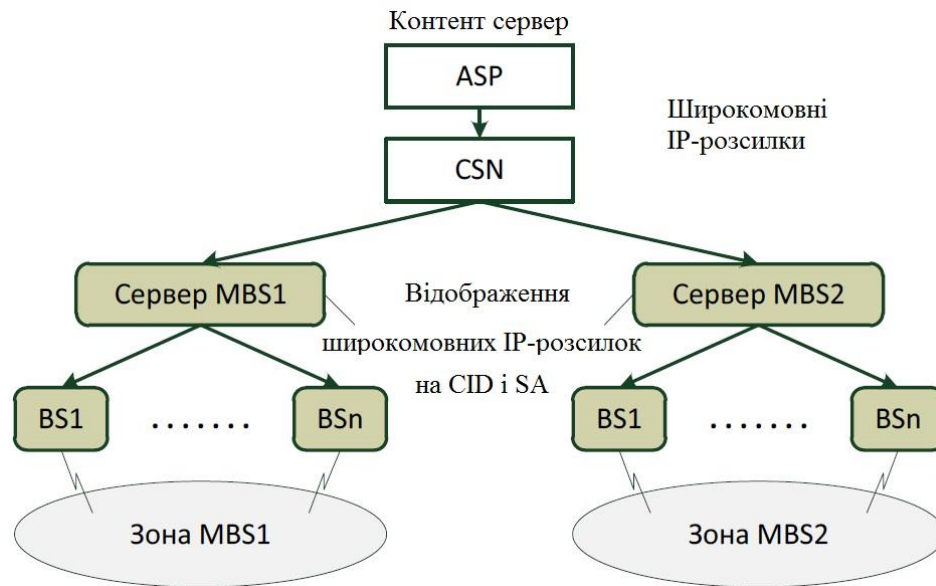 Контент сервер
ASP
Широкомовні
IP-розсилки
CSN
Сервер MBS1
Відображення
широкомовних IP-розсилок
на CID і SA
Сервер MBS2
BS1
.......
BSn
BS1
.......
BSn
Зона MBS1
Зона MBS2